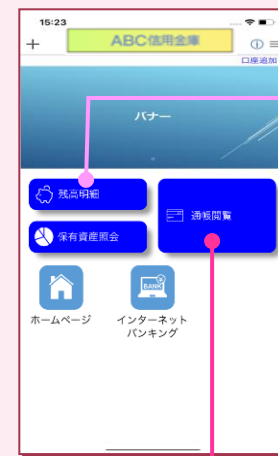 15:23
ABC信用金庫
口座追加
バナー
残高明細
通帳閲覧
保有資産照会
BANK
ホームページ
インターネット
バンキング